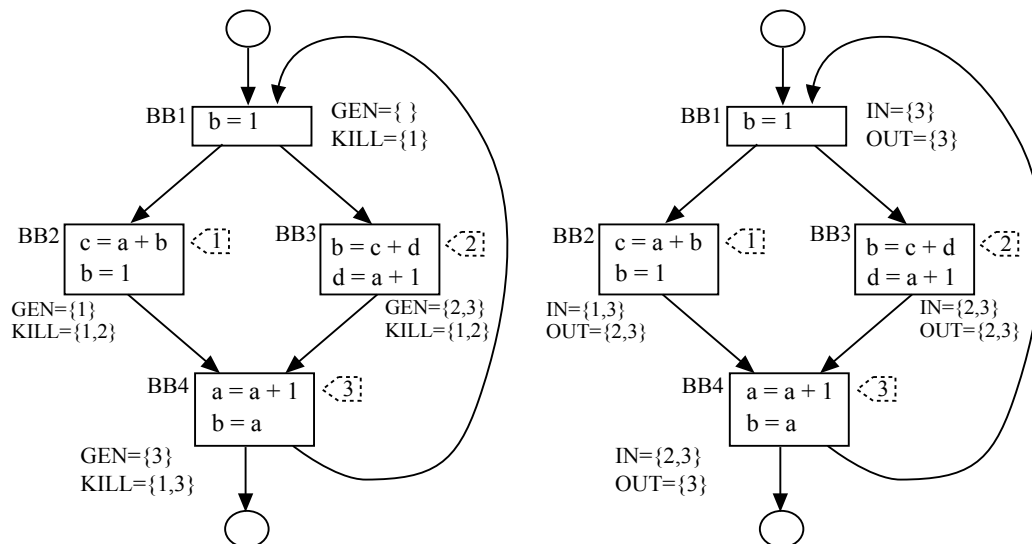 BB1
b = 1
GEN={ }
KILL={1}
BB2
c = a + b
b = 1
1
GEN={1}
KILL={1,2}
BB3
b = c + d
d = a + 1
2
GEN={2,3}
KILL={1,2}
BB4
a = a + 1
b = a
3
GEN={3}
KILL={1,3}
BB1
b = 1
IN={3}
OUT={3}
BB2
c = a + b
b = 1
1
IN={1,3}
OUT={2,3}
BB3
b = c + d
d = a + 1
2
IN={2,3}
OUT={2,3}
BB4
a = a + 1
b = a
3
IN={2,3}
OUT={3}